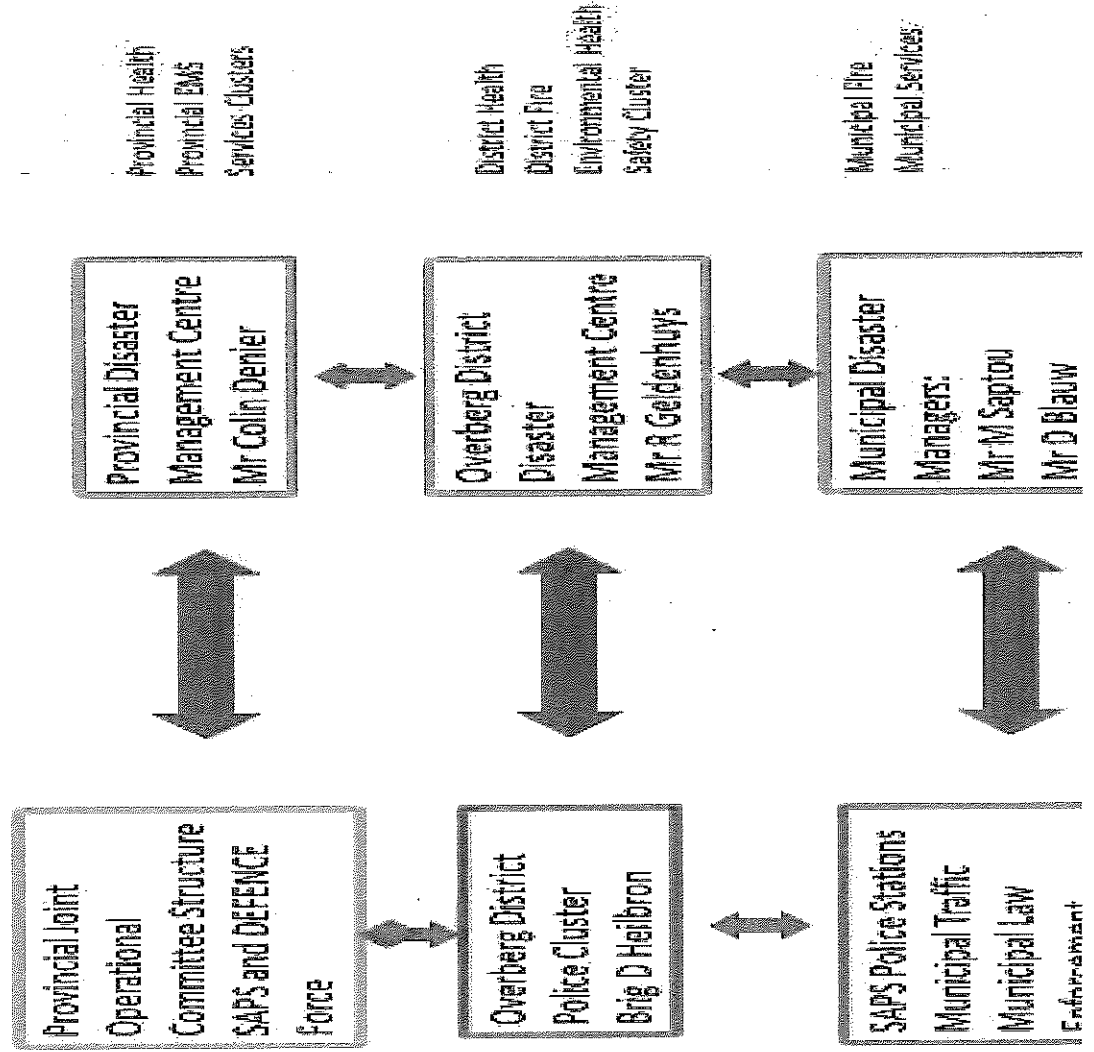 Provincial Joint
Operational
Committee Structure
SAPS and DEFENCE
Force
Provincial Disaster
Management Centre
Mr Colin Denier
Provincial Health
Provincial EMS
Services Clusters
Overberg District
Police Cluster
Brig D Heibron
Overberg District
Disaster
Management Centre
Mr R Geldenhuys
District Health
District Fire
Environmental Health
Safety Cluster
SAPS Police Stations
Municipal Traffic
Municipal Law
Enforcement
Municipal Disaster
Managers:
Mr M Saptou
Mr D Blauw
Municipal Fire
Municipal Services